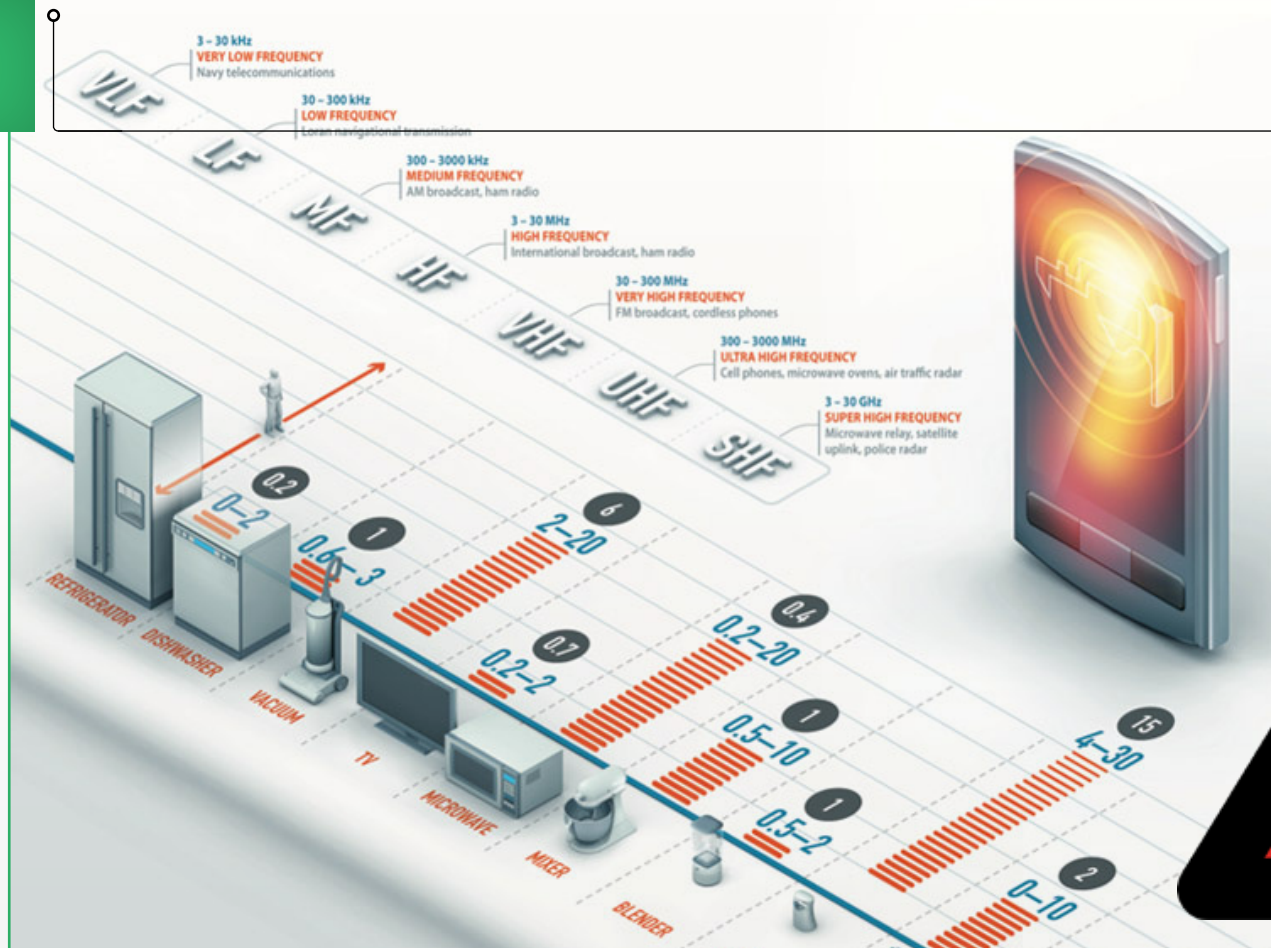 3 – 30 kHz
VERY LOW FREQUENCY
Navy telecommunications
VLF
30 – 300 kHz
LOW FREQUENCY
Loran navigational transmission
LF
300 – 3000 kHz
MEDIUM FREQUENCY
AM broadcast, ham radio
MF
3 – 30 MHz
HIGH FREQUENCY
International broadcast, ham radio
HF
30 – 300 MHz
VERY HIGH FREQUENCY
FM broadcast, cordless phones
VHF
300 – 3000 MHz
ULTRA HIGH FREQUENCY
Cell phones, microwave ovens, air traffic radar
UHF
3 – 30 GHz
SUPER HIGH FREQUENCY
Microwave relay, satellite
uplink, police radar
SHF
0.2
0–2
1
0.6–3
6
2–20
0.7
0.2–2
0.4
0.2–20
1
0.5–10
1
0.5–2
15
4–30
2
0–10
REFRIGERATOR
DISHWASHER
VACUUM
TV
MICROWAVE
MIXER
BLENDER